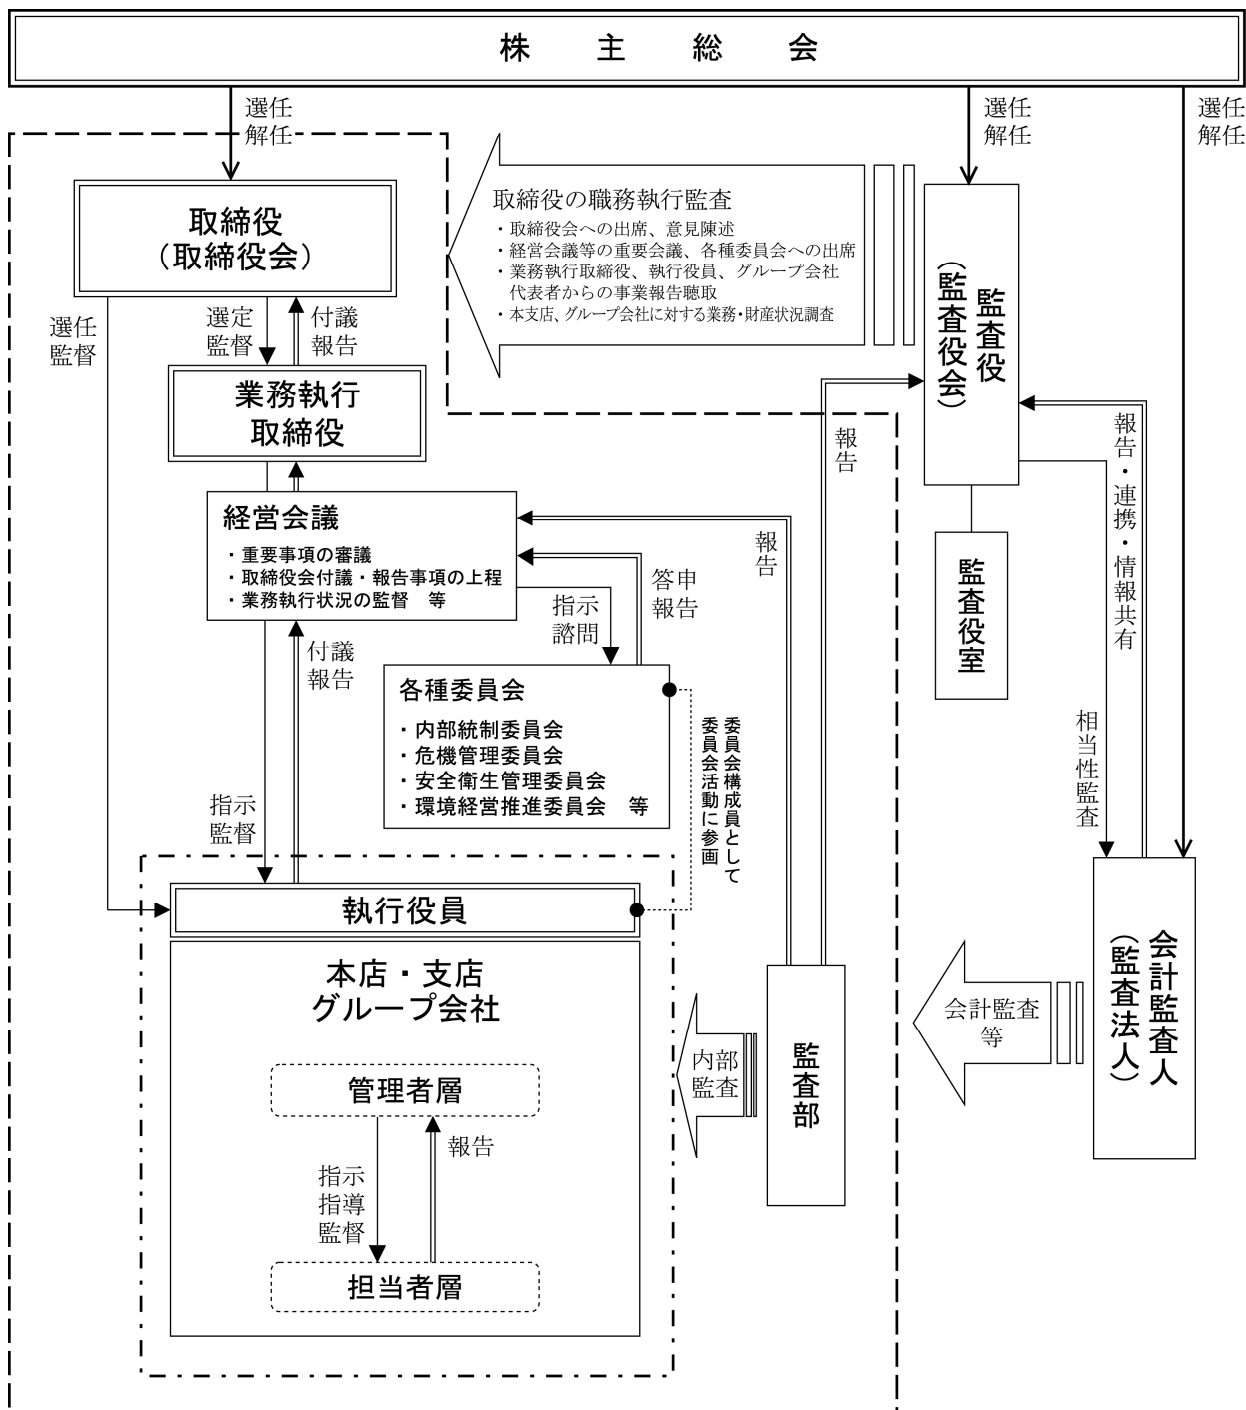 株主総会
選任
解任
選任
解任
選任
解任
取締役
（取締役会）
取締役の職務執行監査
・取締役会への出席、意見陳述
・経営会議等の重要会議、各種委員会への出席
・業務執行取締役、執行役員、グループ会社
代表者からの事業報告聴取
・本支店、グループ会社に対する業務・財産状況調査
監査役
（監査役会）
選任
監督
選定
監督
付議
報告
業務執行
取締役
報告
報告・連携・情報共有
経営会議
・重要事項の審議
・取締役会付議・報告事項の上程
・業務執行状況の監督　等
報告
答申
報告
指示
諮問
監査役室
付議
報告
各種委員会
・内部統制委員会
・危機管理委員会
・安全衛生管理委員会
・環境経営推進委員会　等
委員会構成員として
委員会活動に参画
相当性監査
指示
監督
執行役員
本店・支店
グループ会社
会計監査人
（監査法人）
会計監査
等
内部
監査
監査部
管理者層
報告
指示
指導
監督
担当者層